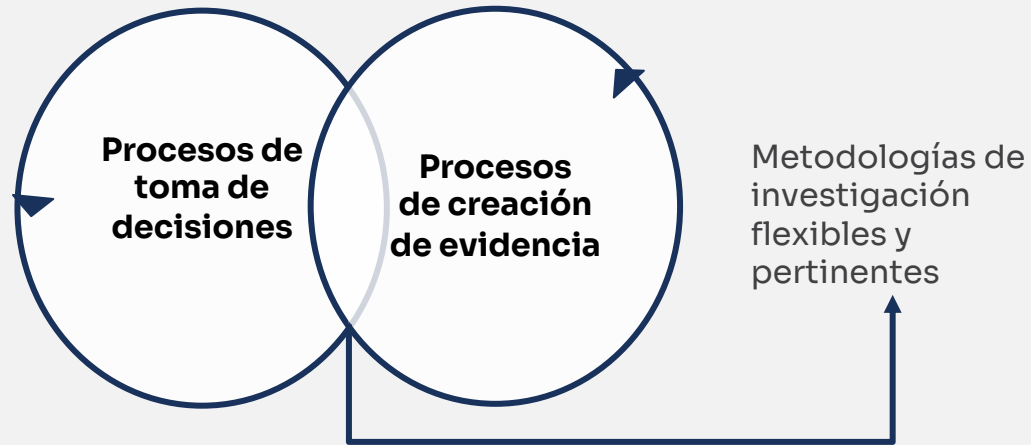 Procesos de
toma de
decisiones
Procesos
de creación
de evidencia
Metodologías de
investigación
flexibles y
pertinentes